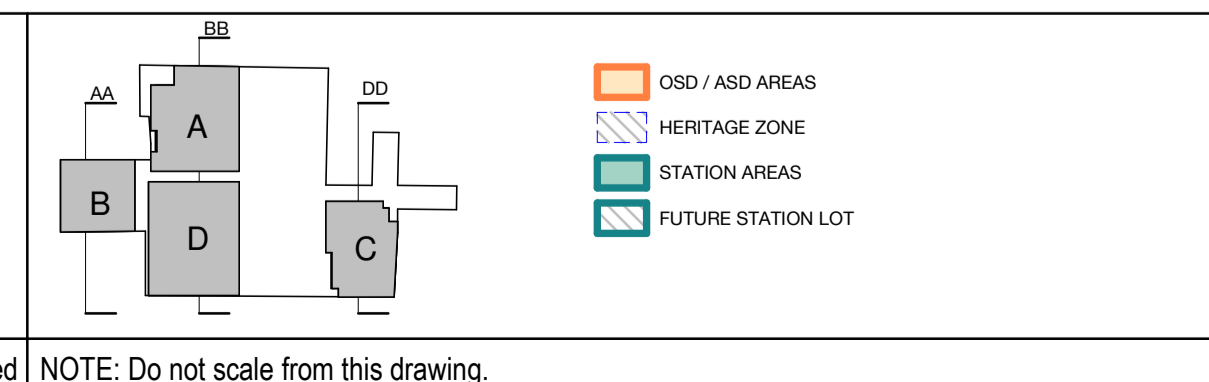 BB
AA
DD
A
B
D
C
OSD / ASD AREAS
HERITAGE ZONE
STATION AREAS
FUTURE STATION LOT
ed
NOTE: Do not scale from this drawing.